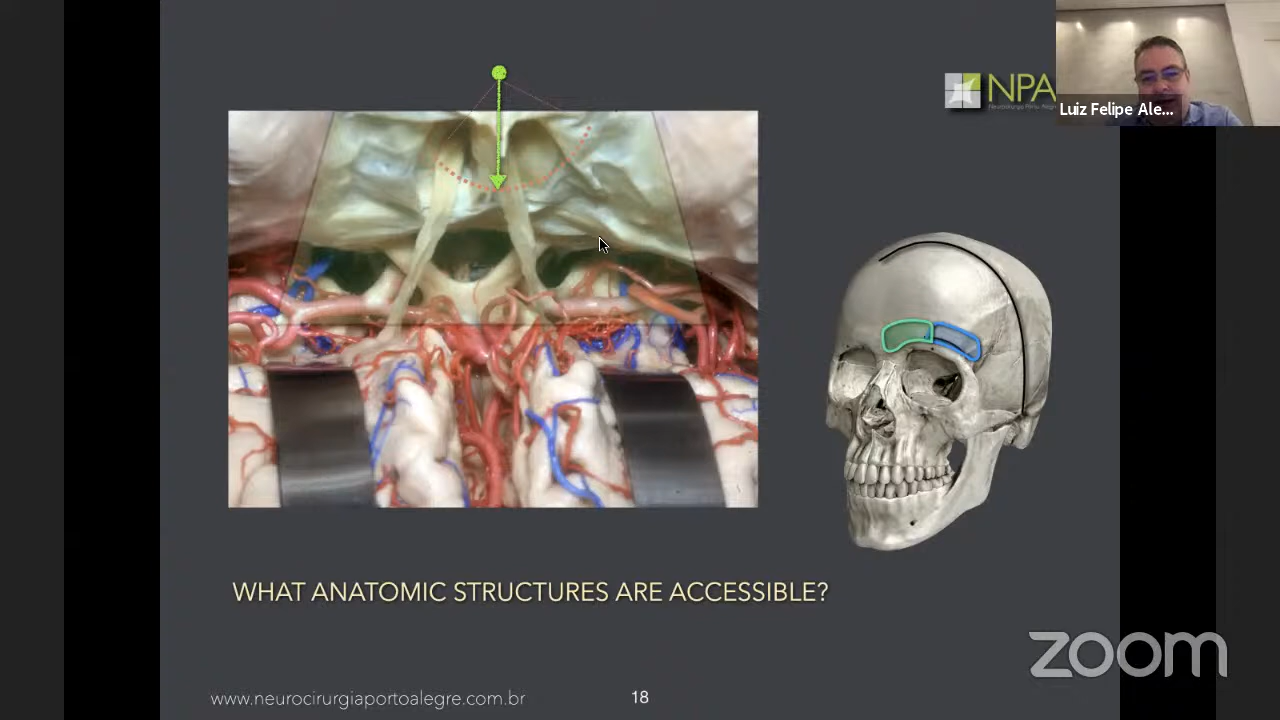 NPA
Luiz Felipe Ale...
WHAT ANATOMIC STRUCTURES ARE ACCESSIBLE?
zoom
www.neurocirurgiaportoalegre.com.br
18